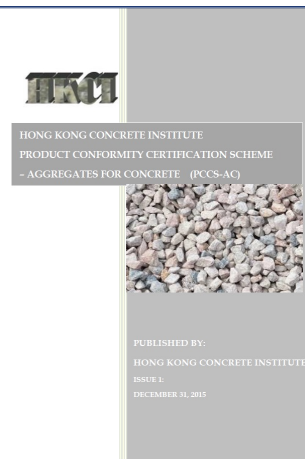 HKCI
HONG KONG CONCRETE INSTITUTE
PRODUCT CONFORMITY CERTIFICATION SCHEME
– AGGREGATES FOR CONCRETE (PCCS-AC)
PUBLISHED BY:
HONG KONG CONCRETE INSTITUTE
ISSUE 1:
DECEMBER 31, 2015